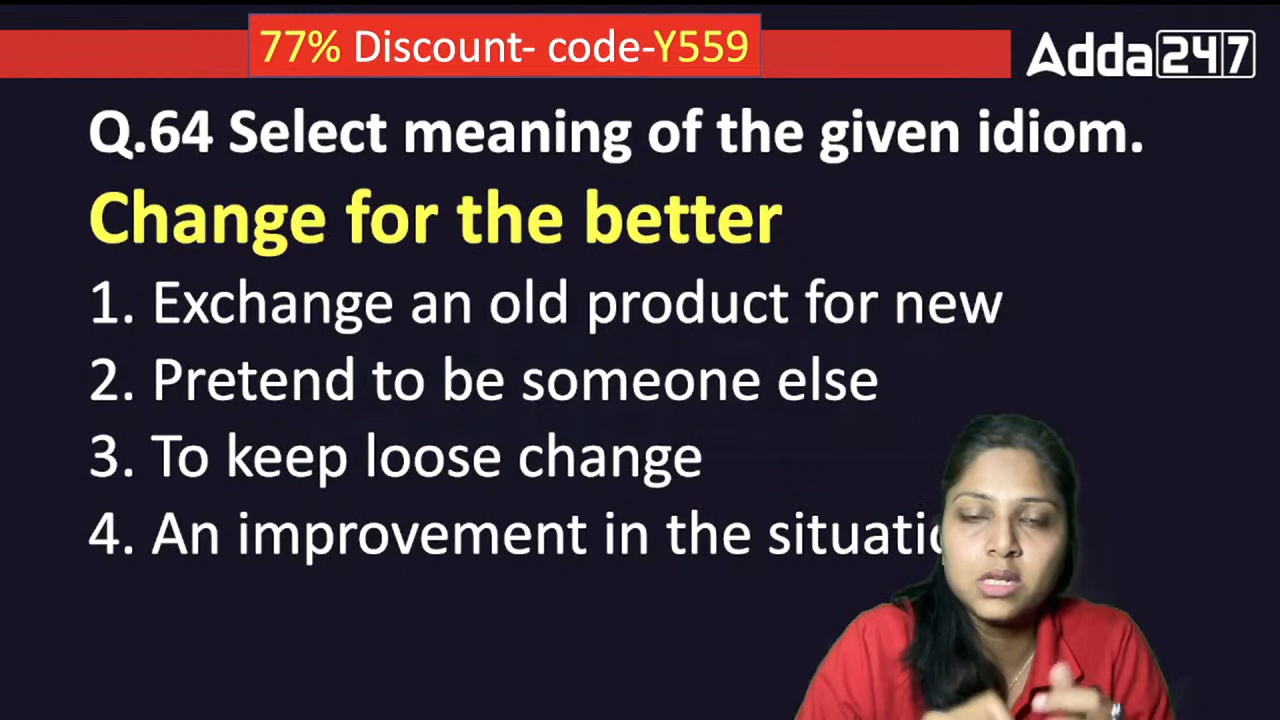 77% Discount- code-Y559
Adda247
Q.64 Select meaning of the given idiom.
Change for the better
1. Exchange an old product for new
2. Pretend to be someone else
3. To keep loose change
4. An improvement in the